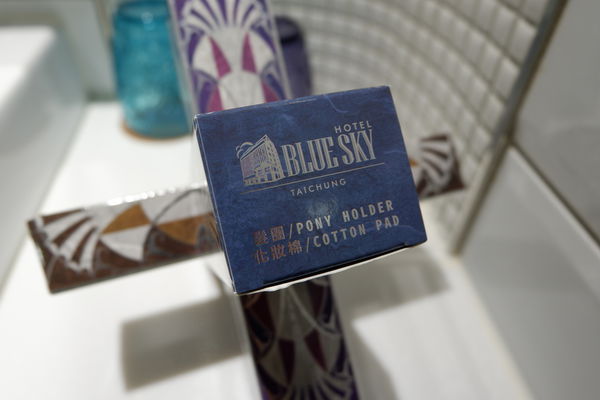 HOTEL
BLUE SKY
TAICHUNG
髮圈/PONY HOLDER
化妝棉/COTTON PAD